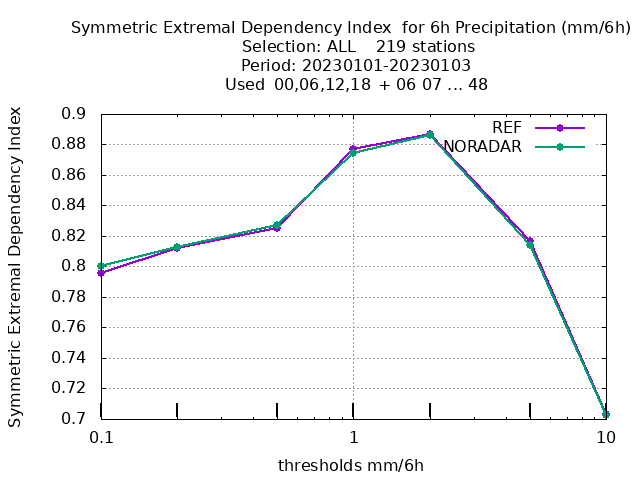 Symmetric Extremal Dependency Index  for 6h Precipitation (mm/6h)
Selection: ALL    219 stations
Period: 20230101-20230103
Used  00,06,12,18  + 06 07 ... 48
Symmetric Extremal Dependency Index
0.9
0.88
0.86
0.84
0.82
0.8
0.78
0.76
0.74
0.72
0.7
REF
NORADAR
0.1
1
10
thresholds mm/6h